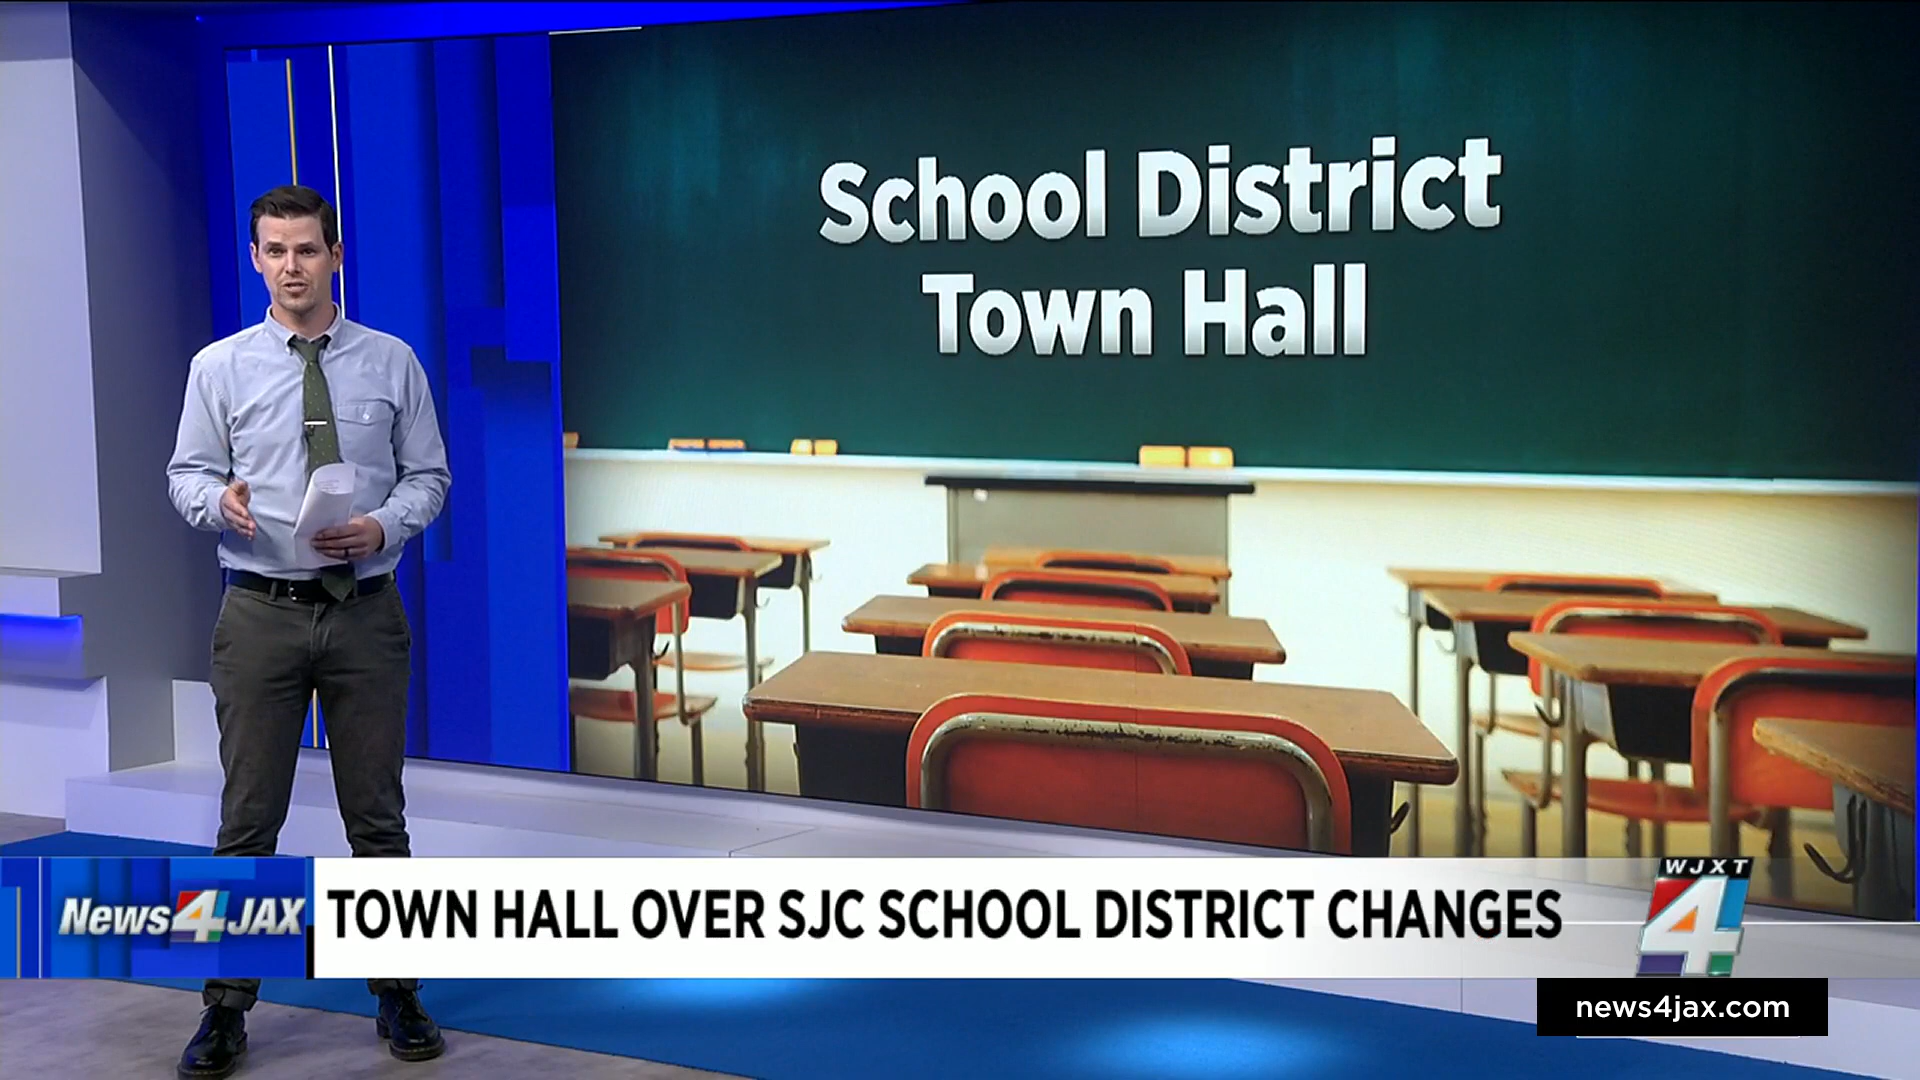 School District
Town Hall
News4JAX
TOWN HALL OVER SJC SCHOOL DISTRICT CHANGES
WJXT
4
news4jax.com